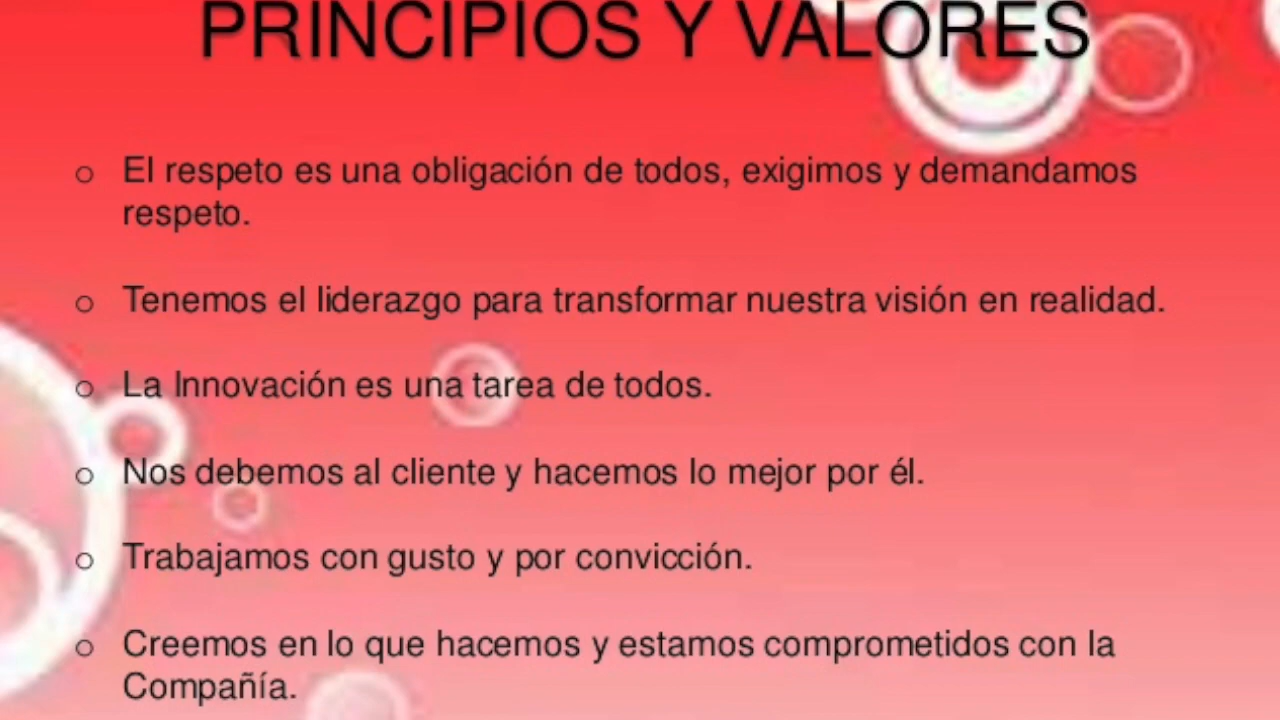 PRINCIPIOS Y VALORES
o El respeto es una obligación de todos, exigimos y demandamos
respeto.
o Tenemos el liderazgo para transformar nuestra visión en realidad.
o La Innovación es una tarea de todos.
o Nos debemos al cliente y hacemos lo mejor por él.
o Trabajamos con gusto y por convicción.
o Creemos en lo que hacemos y estamos comprometidos con la
Compañía.